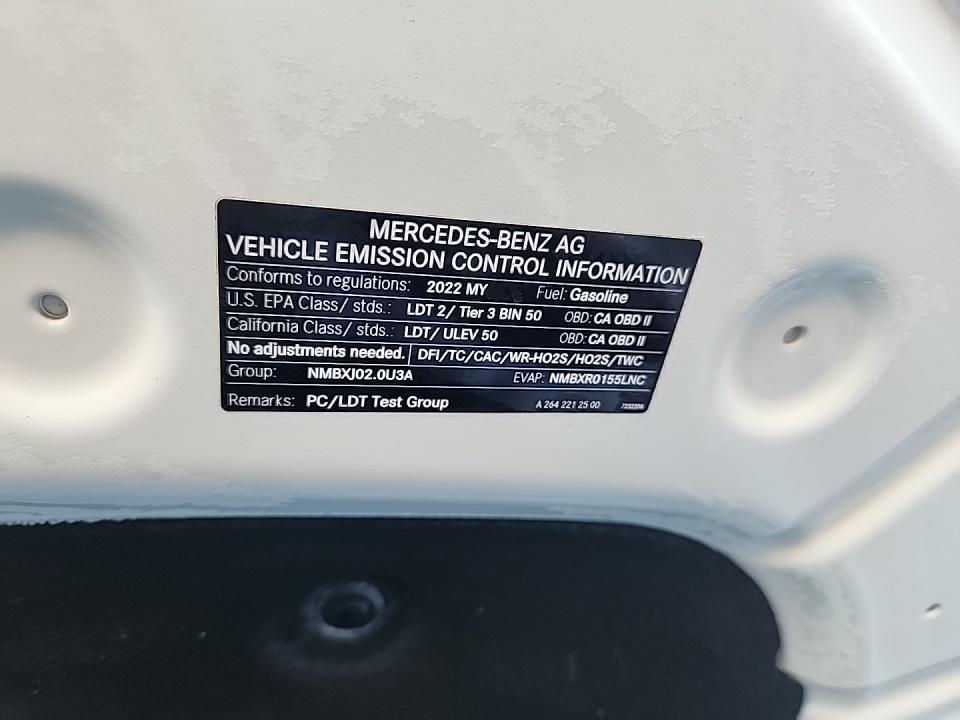 MERCEDES-BENZ AG
VEHICLE EMISSION CONTROL INFORMATION
Conforms to regulations: 2022 MY Fuel: Gasoline
U.S. EPA Class/ stds.: LDT 2/ Tier 3 BIN 50 OBD: CA OBD II
California Class/ stds.: LDT/ ULEV 50 OBD: CA OBD II
No adjustments needed. DFI/TC/CAC/WR-HO2S/HO2S/TWC
Group: NMBXJ02.0U3A EVAP: NMBXR0155LNC
Remarks: PC/LDT Test Group A 264 221 25 00